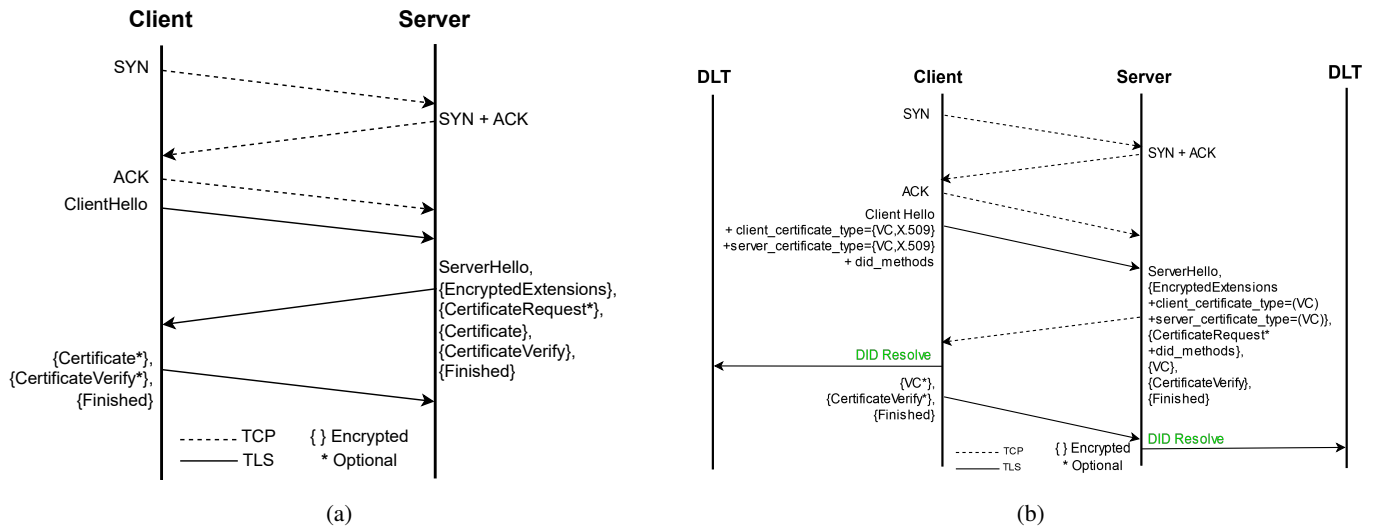 Client
Server
SYN
SYN + ACK
ACK
ClientHello
ServerHello,
{EncryptedExtensions},
{CertificateRequest*},
{Certificate},
{CertificateVerify},
{Finished}
{Certificate*},
{CertificateVerify*},
{Finished}
TCP
{ } Encrypted
TLS
* Optional
(a)
DLT
Client
Server
DLT
SYN
SYN + ACK
ACK
Client Hello
+ client_certificate_type={VC,X.509}
+server_certificate_type={VC,X.509}
+ did_methods
ServerHello,
{EncryptedExtensions
+client_certificate_type=(VC)
+server_certificate_type=(VC)},
{CertificateRequest*
+did_methods},
{VC},
{CertificateVerify},
{Finished}
DID Resolve
{VC*},
{CertificateVerify*},
{Finished}
DID Resolve
TCP
{ } Encrypted
TLS
* Optional
(b)